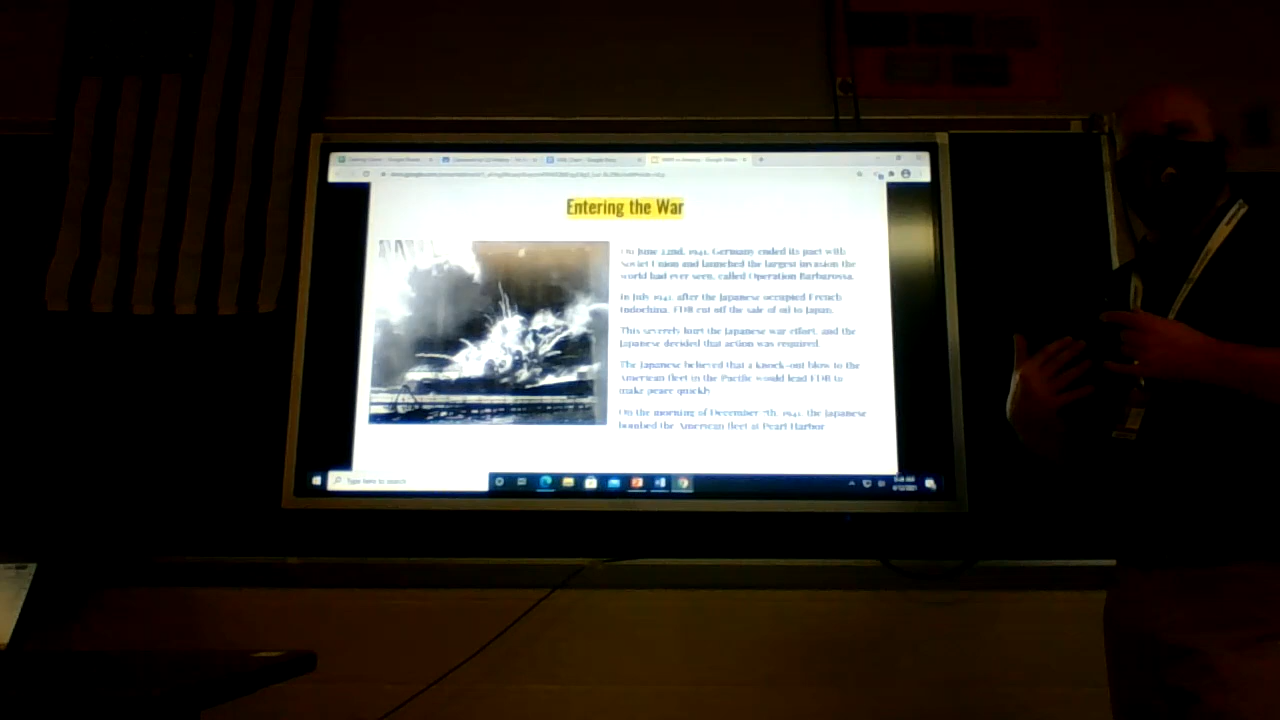 Entering the War
On June 22nd, 1941, Germany ended its pact with
Soviet Union and launched the largest invasion the
world had ever seen, called Operation Barbarossa.
In July 1941, after the Japanese occupied French
Indochina, FDR cut off the sale of oil to Japan.
This severely hurt the Japanese war effort, and the
Japanese decided that action was required
The Japanese believed that a knock-out blow to the
American fleet in the Pacific would lead FDR to
make peace quickly
On the morning of December 7th, 1941, the Japanese
bombed the American fleet at Pearl Harbor
Type here to search